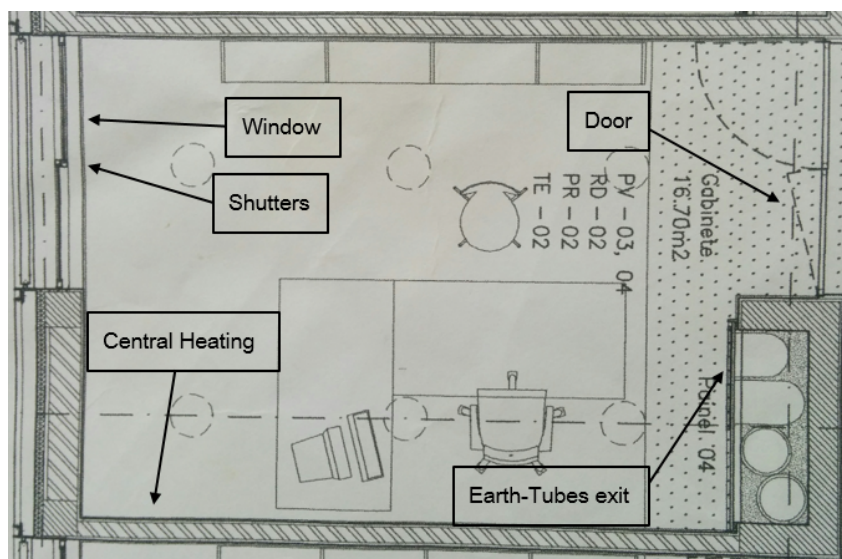 Window
Door
Shutters
Gabinete
16.70m2
PV - 03, 04
RD - 02
PR - 02
TE - 02
Central Heating
Painel '04
Earth-Tubes exit